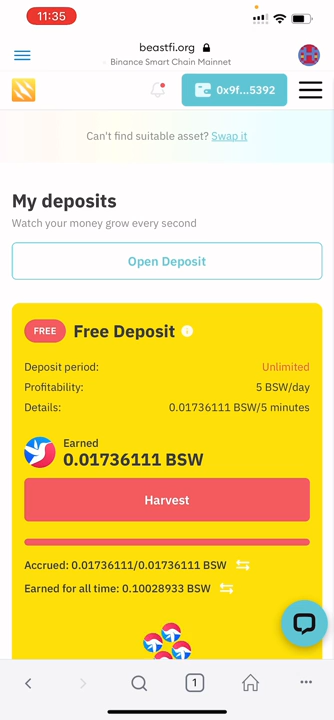 11:35
beastfi.org
Binance Smart Chain Mainnet
0x9f...5392
Can't find suitable asset? Swap it
My deposits
Watch your money grow every second
Open Deposit
FREE Free Deposit
Deposit period: Unlimited
Profitability: 5 BSW/day
Details: 0.01736111 BSW/5 minutes
Earned
0.01736111 BSW
Harvest
Accrued: 0.01736111/0.01736111 BSW
Earned for all time: 0.10028933 BSW
1